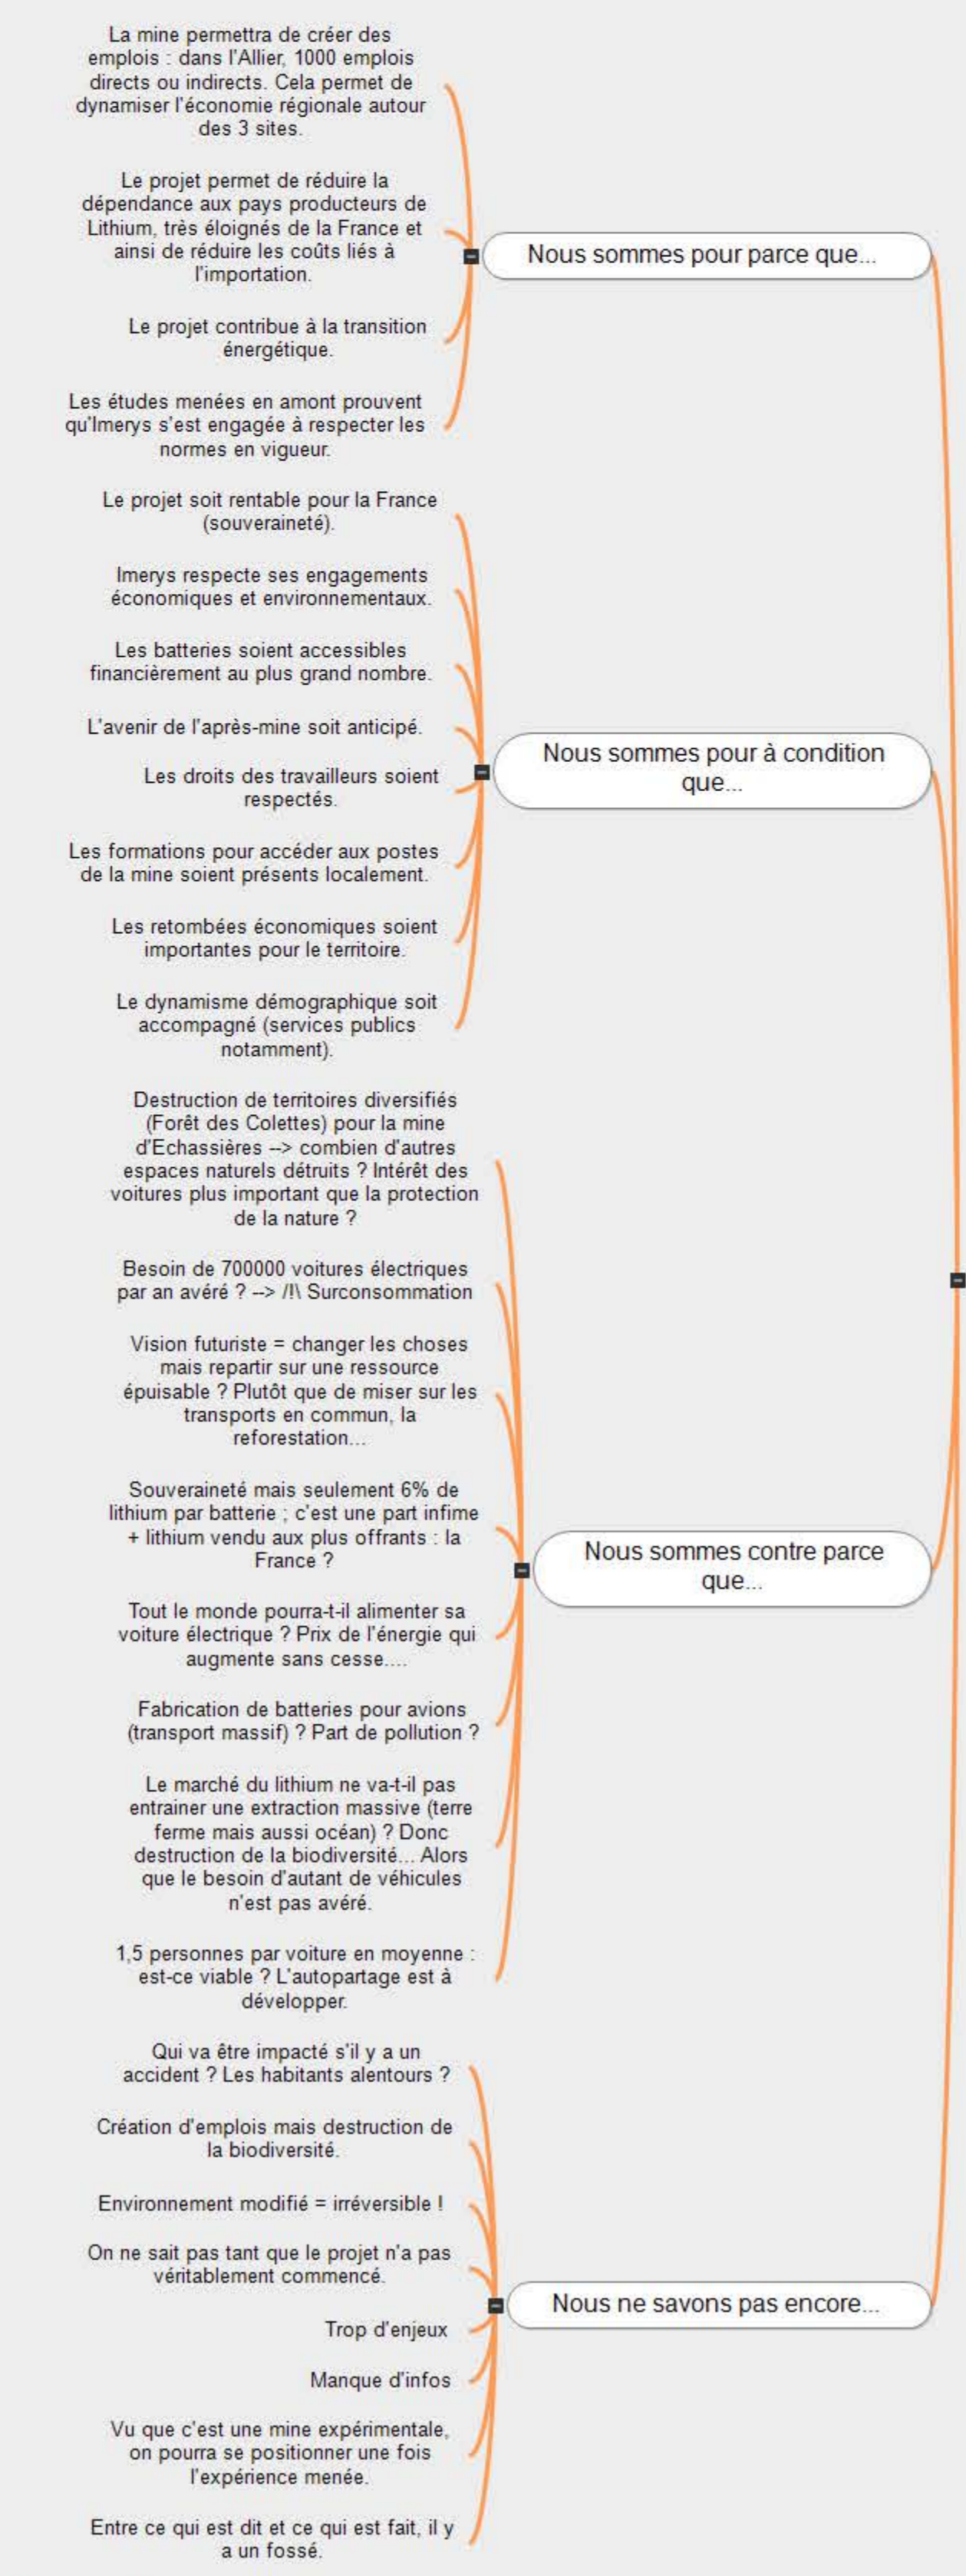 La mine permettra de créer des
emplois : dans l'Allier, 1000 emplois
directs ou indirects. Cela permet de
dynamiser l'économie régionale autour
des 3 sites.
Le projet permet de réduire la
dépendance aux pays producteurs de
Lithium, très éloignés de la France et
ainsi de réduire les coûts liés à
l'importation.
Le projet contribue à la transition
énergétique.
Les études menées en amont prouvent
qu'Imerys s'est engagée à respecter les
normes en vigueur.
Nous sommes pour parce que...
Le projet soit rentable pour la France
(souveraineté).
Imerys respecte ses engagements
économiques et environnementaux.
Les batteries soient accessibles
financièrement au plus grand nombre.
L'avenir de l'après-mine soit anticipé.
Les droits des travailleurs soient
respectés.
Les formations pour accéder aux postes
de la mine soient présents localement.
Les retombées économiques soient
importantes pour le territoire.
Le dynamisme démographique soit
accompagné (services publics
notamment).
Nous sommes pour à condition
que...
Destruction de territoires diversifiés
(Forêt des Colettes) pour la mine
d'Echassières --> combien d'autres
espaces naturels détruits ? Intérêt des
voitures plus important que la protection
de la nature ?
Besoin de 700000 voitures électriques
par an avéré ? --> /!\ Surconsommation
Vision futuriste = changer les choses
mais repartir sur une ressource
épuisable ? Plutôt que de miser sur les
transports en commun, la
reforestation...
Souveraineté mais seulement 6% de
lithium par batterie ; c'est une part infime
+ lithium vendu aux plus offrants : la
France ?
Tout le monde pourra-t-il alimenter sa
voiture électrique ? Prix de l'énergie qui
augmente sans cesse....
Fabrication de batteries pour avions
(transport massif) ? Part de pollution ?
Le marché du lithium ne va-t-il pas
entrainer une extraction massive (terre
ferme mais aussi océan) ? Donc
destruction de la biodiversité... Alors
que le besoin d'autant de véhicules
n'est pas avéré.
1,5 personnes par voiture en moyenne :
est-ce viable ? L'autopartage est à
développer.
Nous sommes contre parce
que...
Qui va être impacté s'il y a un
accident ? Les habitants alentours ?
Création d'emplois mais destruction de
la biodiversité.
Environnement modifié = irréversible !
On ne sait pas tant que le projet n'a pas
véritablement commencé.
Trop d'enjeux
Manque d'infos
Vu que c'est une mine expérimentale,
on pourra se positionner une fois
l'expérience menée.
Entre ce qui est dit et ce qui est fait, il y
a un fossé.
Nous ne savons pas encore...